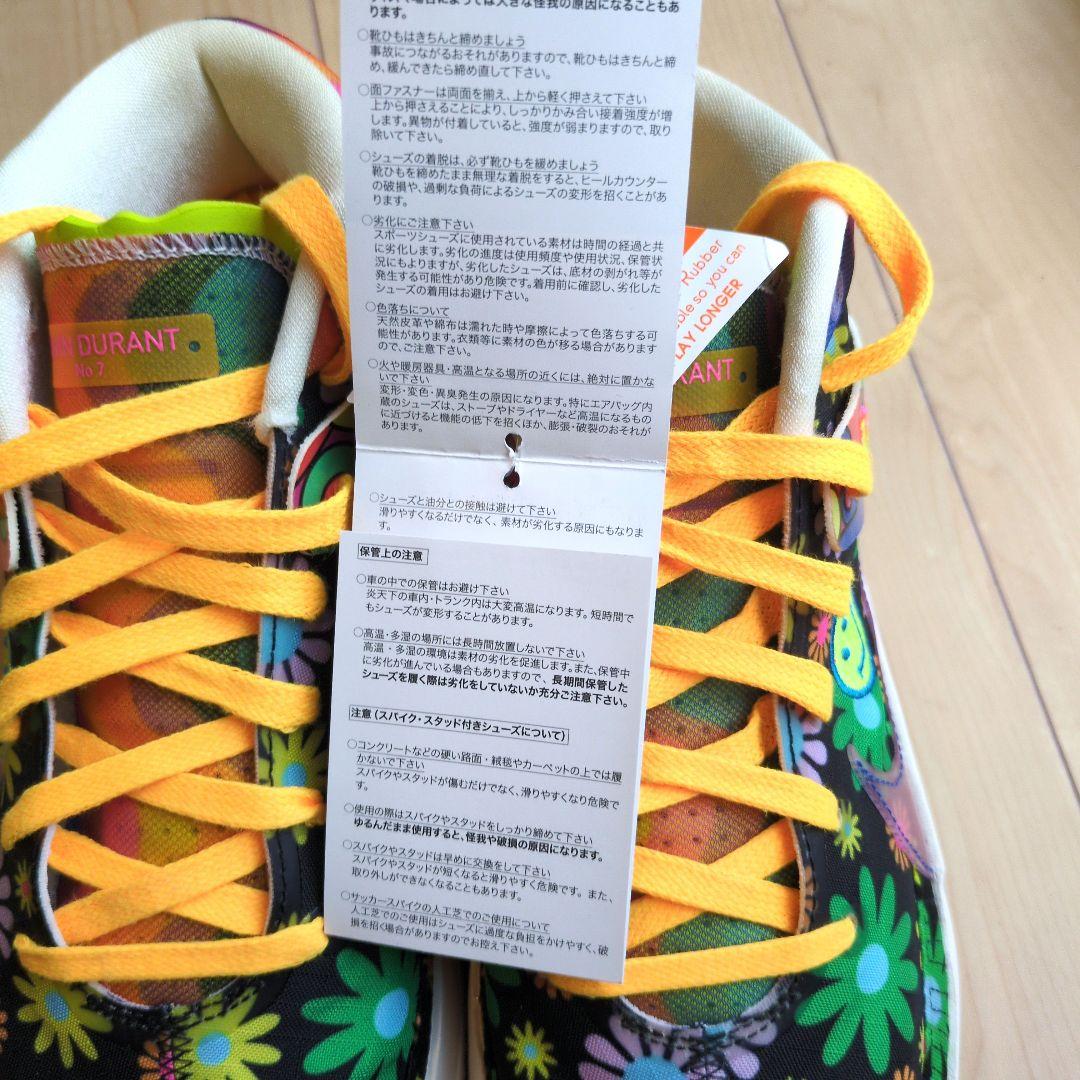 ります。
○靴ひもはきちんと締めましょう
事故につながるおそれがありますので、靴ひもはきちんと締
め、緩んできたら締め直して下さい。
○面ファスナーは両面を揃え、上から軽く押さえて下さい
上から押さえることにより、しっかりかみ合い接着強度が増
します。異物が付着していると、強度が弱まりますので、取り
除いて下さい。
○シューズの着脱は、必ず靴ひもを緩めましょう
靴ひもを締めたまま無理な着脱をすると、ヒールカウンター
の破損や、過剰な負荷によるシューズの変形を招くことがあ
ります。
○劣化にご注意下さい
スポーツシューズに使用されている素材は時間の経過と共
に劣化します。劣化の進度は使用頻度や使用状況、保管状
況にもよりますが、劣化したシューズは、底材の剥がれ等が
発生する可能性があり危険です。着用前に確認し、劣化した
シューズの着用はお避け下さい。
○色落ちについて
天然皮革や綿布は濡れた時や摩擦によって色落ちする可
能性があります。衣類等に素材の色が移る場合があります
ので、ご注意下さい。
○火や暖房器具・高温となる場所の近くには、絶対に置かな
いで下さい
変形・変色・異臭発生の原因になります。特にエアバッグ内
蔵のシューズは、ストーブやドライヤーなど高温になるもの
に近づけると機能の低下を招くほか、膨張・破裂のおそれが
あります。
○シューズと油分との接触は避けて下さい
滑りやすくなるだけでなく、素材が劣化する原因にもなりま
す。
保管上の注意
○車の中での保管はお避け下さい
炎天下の車内・トランク内は大変高温になります。短時間で
もシューズが変形することがあります。
○高温・多湿の場所には長時間放置しないで下さい
高温・多湿の環境は素材の劣化を促進します。また、保管中
に劣化が進んでいる場合もありますので、長期間保管した
シューズを履く際は劣化をしていないか充分ご注意下さい。
注意（スパイク・スタッド付きシューズについて）
○コンクリートなどの硬い路面・絨毯やカーペットの上では履
かないで下さい
スパイクやスタッドが傷むだけでなく、滑りやすくなり危険で
す。
○使用の際はスパイクやスタッドをしっかり締めて下さい
ゆるんだまま使用すると、怪我や破損の原因になります。
○スパイクやスタッドは早めに交換をして下さい
スパイクやスタッドが短くなると滑りやすく危険です。また、
取り外しができなくなることもあります。
○サッカースパイクの人工芝でのご使用について
人工芝でのご使用はシューズに過度な負担をかけやすく、破
損を招く場合がありますのでお控え下さい。
N DURANT
No 7
Rubber
so you can
LAY LONGER
RANT